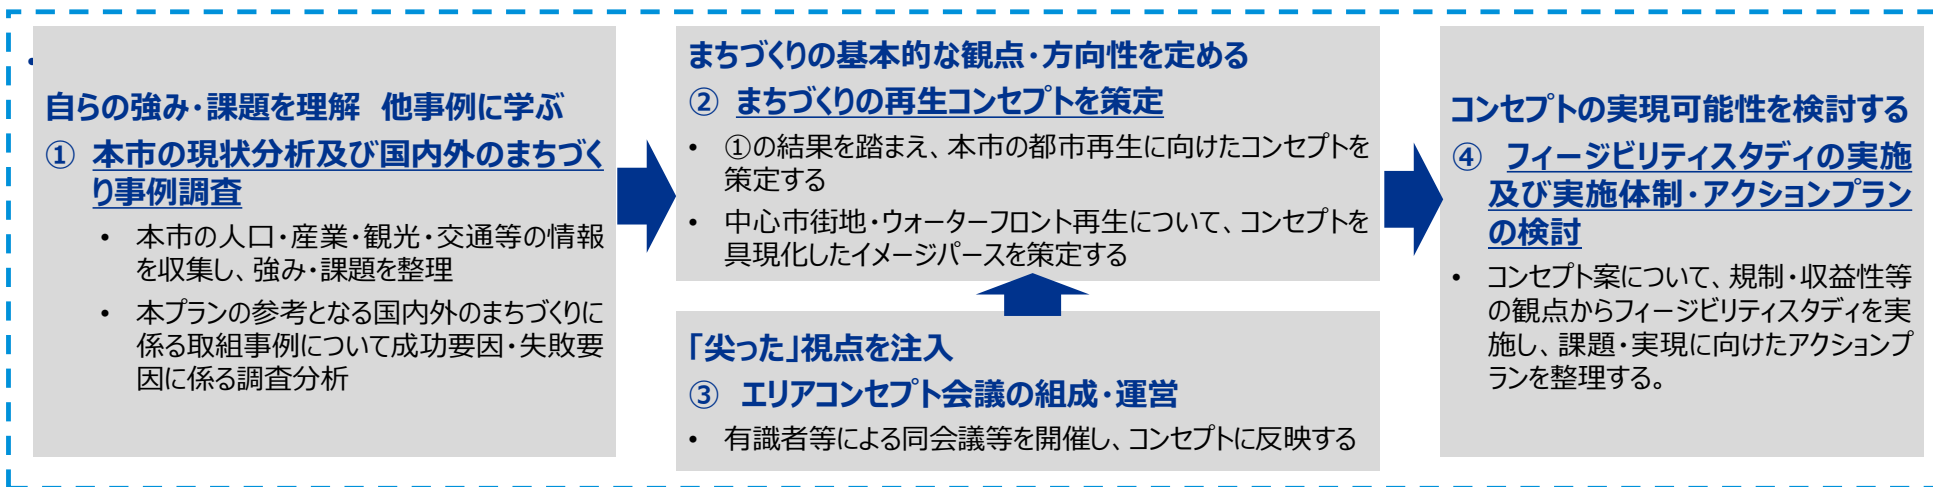 自らの強み・課題を理解 他事例に学ぶ
① 本市の現状分析及び国内外のまちづく
り事例調査
• 本市の人口・産業・観光・交通等の情報
を収集し、強み・課題を整理
• 本プランの参考となる国内外のまちづくりに
係る取組事例について成功要因・失敗要
因に係る調査分析
まちづくりの基本的な観点・方向性を定める
② まちづくりの再生コンセプトを策定
• ①の結果を踏まえ、本市の都市再生に向けたコンセプトを
策定する
• 中心市街地・ウォーターフロント再生について、コンセプトを
具現化したイメージパースを策定する
「尖った」視点を注入
③ エリアコンセプト会議の組成・運営
• 有識者等による同会議等を開催し、コンセプトに反映する
コンセプトの実現可能性を検討する
④ フィージビリティスタディの実施
及び実施体制・アクションプラン
の検討
• コンセプト案について、規制・収益性等
の観点からフィージビリティスタディを実
施し、課題・実現に向けたアクションプ
ランを整理する。